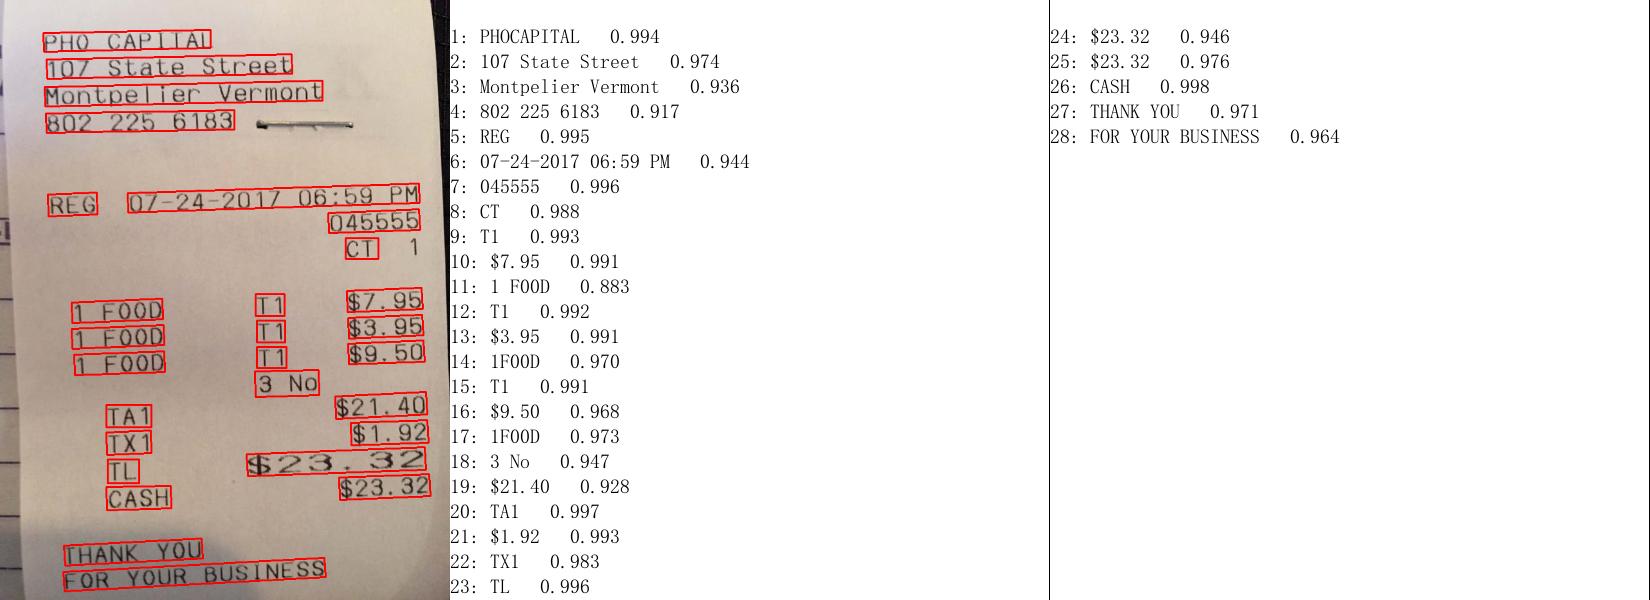 PHO CAPITAL
107 State Street
Montpelier Vermont
802 225 6183
REG 07-24-2017 06:59 PM
045555
CT 1
1 FOOD T1 $7.95
1 FOOD T1 $3.95
1 FOOD T1 $9.50
3 No
TA1 $21.40
TX1 $1.92
TL $23.32
CASH $23.32
THANK YOU
FOR YOUR BUSINESS
1: PHOCAPITAL 0.994
2: 107 State Street 0.974
3: Montpelier Vermont 0.936
4: 802 225 6183 0.917
5: REG 0.995
6: 07-24-2017 06:59 PM 0.944
7: 045555 0.996
8: CT 0.988
9: T1 0.993
10: $7.95 0.991
11: 1 FOOD 0.883
12: T1 0.992
13: $3.95 0.991
14: 1FOOD 0.970
15: T1 0.991
16: $9.50 0.968
17: 1FOOD 0.973
18: 3 No 0.947
19: $21.40 0.928
20: TA1 0.997
21: $1.92 0.993
22: TX1 0.983
23: TL 0.996
24: $23.32 0.946
25: $23.32 0.976
26: CASH 0.998
27: THANK YOU 0.971
28: FOR YOUR BUSINESS 0.964